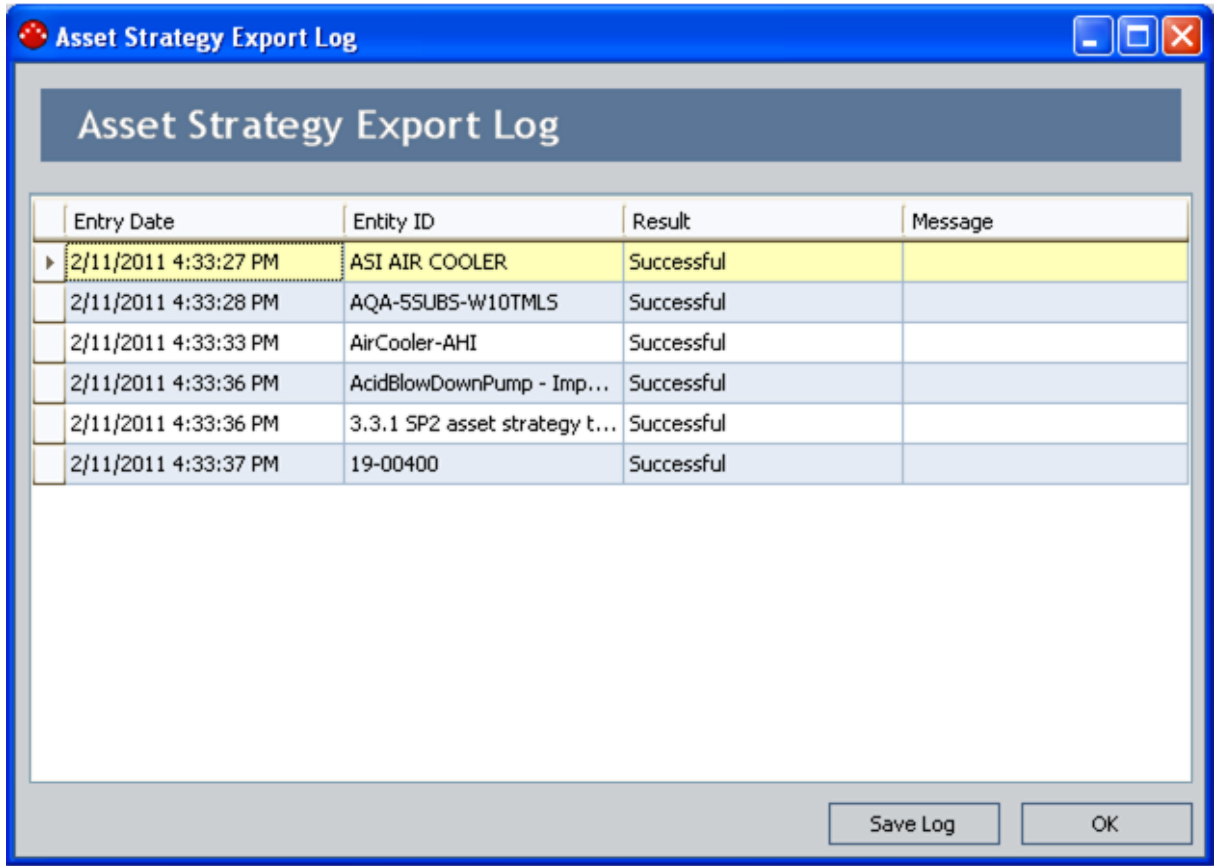 Asset Strategy Export Log
Asset Strategy Export Log
Entry Date Entity ID Result Message
2/11/2011 4:33:27 PM ASI AIR COOLER Successful
2/11/2011 4:33:28 PM AQA-5SUBS-W10TMLS Successful
2/11/2011 4:33:33 PM AirCooler-AHI Successful
2/11/2011 4:33:36 PM AcidBlowDownPump - Imp... Successful
2/11/2011 4:33:36 PM 3.3.1 SP2 asset strategy t... Successful
2/11/2011 4:33:37 PM 19-00400 Successful
Save Log OK